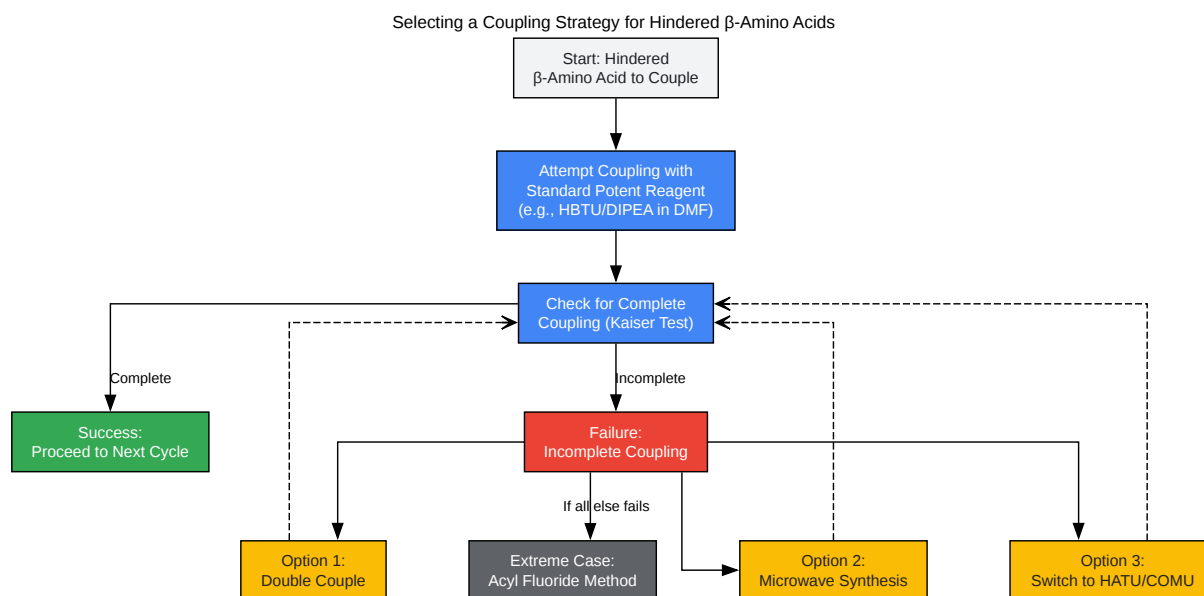 Selecting a Coupling Strategy for Hindered β-Amino Acids
Start: Hindered
β-Amino Acid to Couple
Attempt Coupling with
Standard Potent Reagent
(e.g., HBTU/DIPEA in DMF)
Check for Complete
Coupling (Kaiser Test)
Complete
Incomplete
Success:
Proceed to Next Cycle
Failure:
Incomplete Coupling
If all else fails
Option 1:
Double Couple
Extreme Case:
Acyl Fluoride Method
Option 2:
Microwave Synthesis
Option 3:
Switch to HATU/COMU